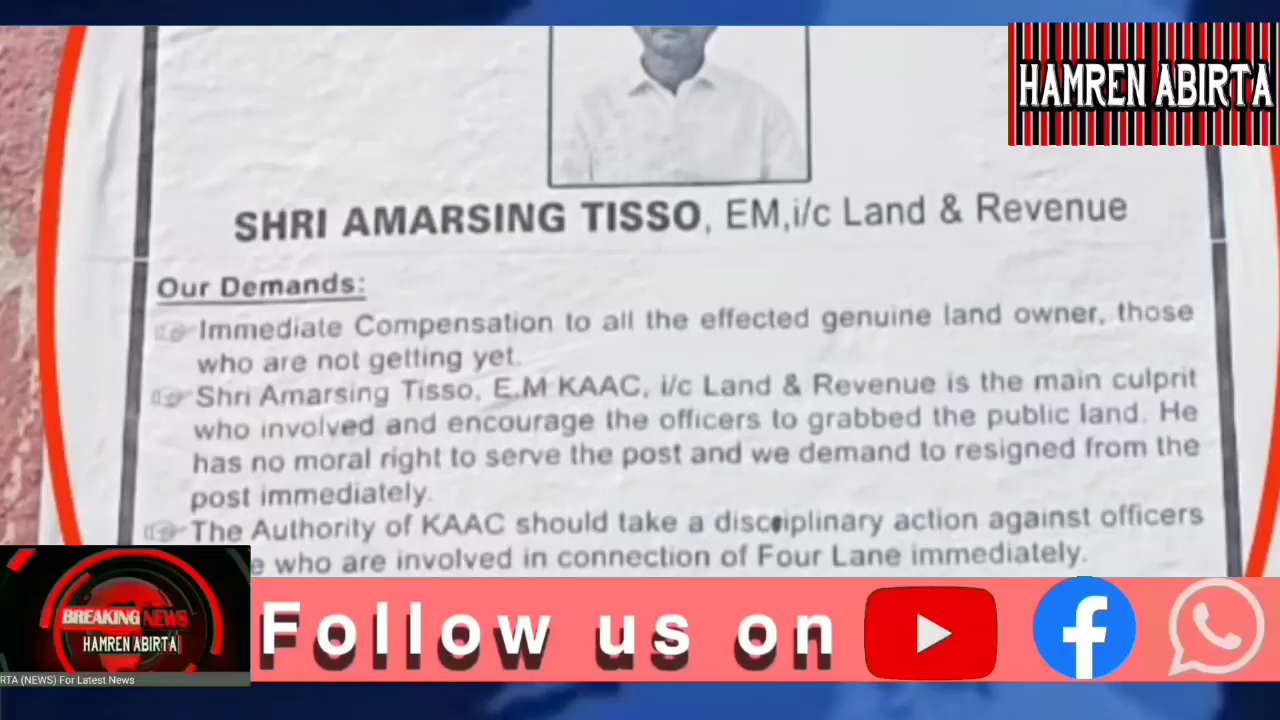 HAMREN ABIRTA
SHRI AMARSING TISSO, EM,i/c Land & Revenue
Our Demands:
Immediate Compensation to all the effected genuine land owner, those
who are not getting yet.
Shri Amarsing Tisso, E.M KAAC, i/c Land & Revenue is the main culprit
who involved and encourage the officers to grabbed the public land. He
has no moral right to serve the post and we demand to resigned from the
post immediately.
The Authority of KAAC should take a disceiplinary action against officers
e who are involved in connection of Four Lane immediately.
BREAKING NEWS
HAMREN ABIRTA
RTA (NEWS) For Latest News
Follow us on